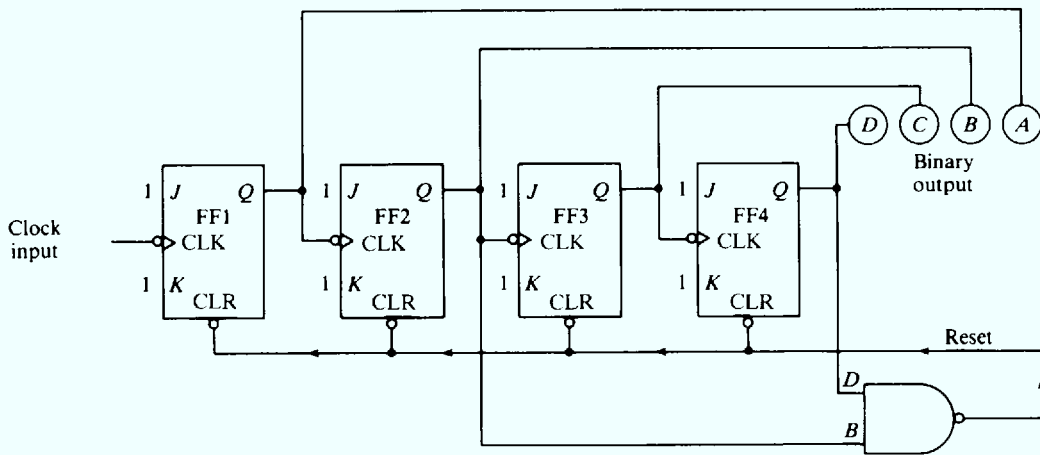 D C B A
Binary
output
1 J Q 1 J Q 1 J Q 1 J Q
FF1 FF2 FF3 FF4
Clock
input
CLK CLK CLK CLK
1 K 1 K 1 K 1 K
CLR CLR CLR CLR
Reset
D
B